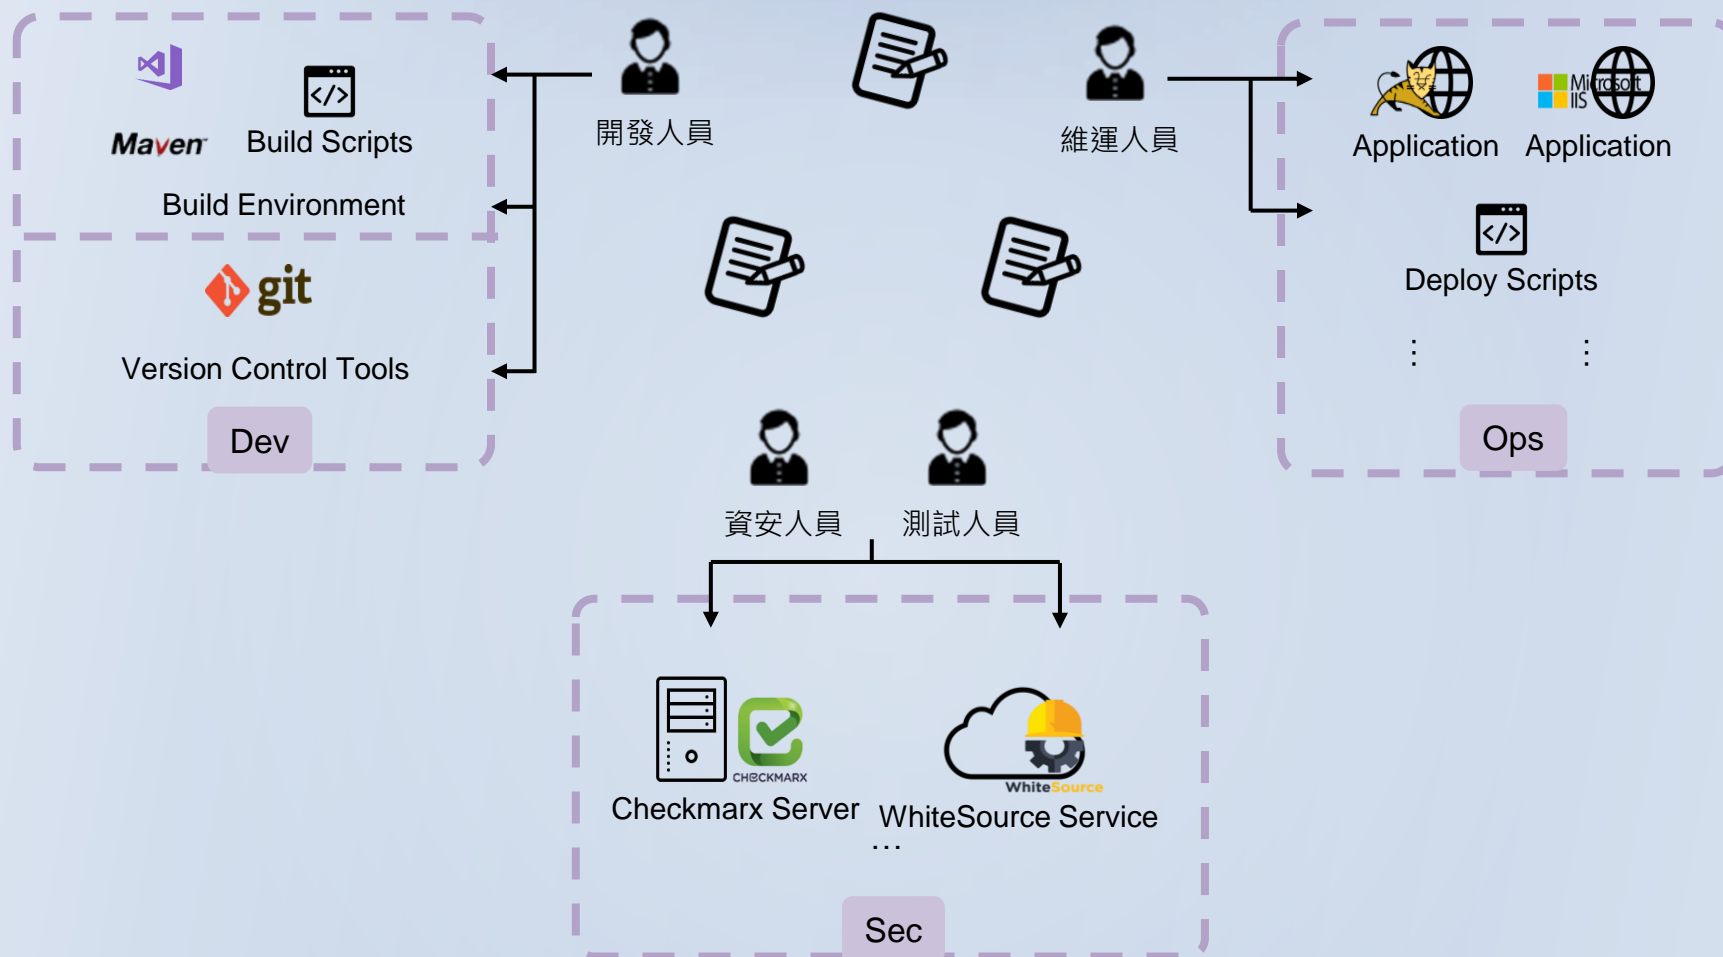 Maven
Build Scripts
Build Environment
git
Version Control Tools
Dev
開發人員
維運人員
Microsoft
IIS
Application
Application
Deploy Scripts
⋮ ⋮
Ops
資安人員
測試人員
CHECKMARX
Checkmarx Server
WhiteSource
WhiteSource Service
...
Sec